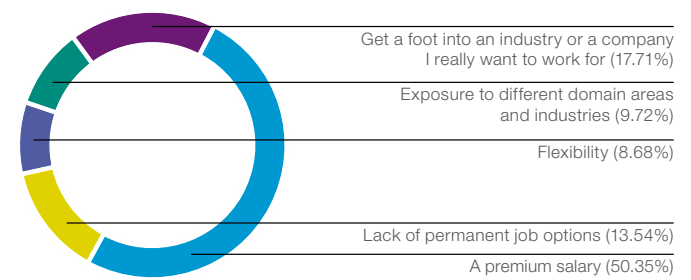 Get a foot into an industry or a company
I really want to work for (17.71%)
Exposure to different domain areas
and industries (9.72%)
Flexibility (8.68%)
Lack of permanent job options (13.54%)
A premium salary (50.35%)